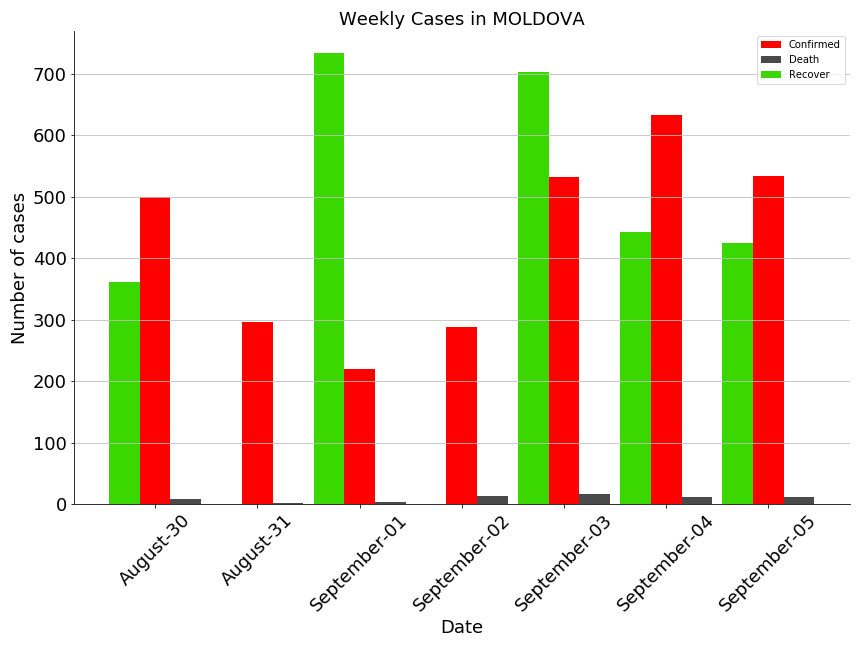 Weekly Cases in MOLDOVA
Confirmed
Death
Recover
Number of cases
700
600
500
400
300
200
100
0
August-30
August-31
September-01
September-02
September-03
September-04
September-05
Date